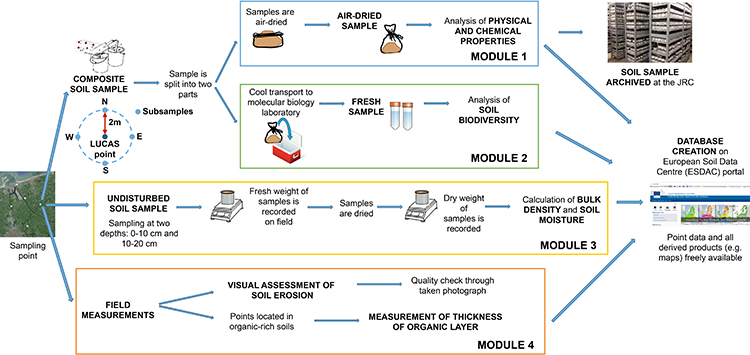 Samples are
air-dried
AIR-DRIED
SAMPLE
Analysis of PHYSICAL
AND CHEMICAL
PROPERTIES
MODULE 1
SOIL SAMPLE
ARCHIVED at the JRC
COMPOSITE
SOIL SAMPLE
Sample is
split into two
parts
N
Subsamples
2m
W
E
LUCAS
point
S
Cool transport to
molecular biology
laboratory
FRESH
SAMPLE
Analysis of
SOIL
BIODIVERSITY
MODULE 2
DATABASE
CREATION on
European Soil Data
Centre (ESDAC) portal
Point data and all
derived products (e.g.
maps) freely available
Sampling
point
UNDISTURBED
SOIL SAMPLE
Sampling at two
depths: 0-10 cm and
10-20 cm
Fresh weight of
samples is
recorded
on field
Samples
are dried
Dry weight
of samples
is recorded
Calculation of BULK
DENSITY and SOIL
MOISTURE
MODULE 3
FIELD
MEASUREMENTS
VISUAL ASSESSMENT OF
SOIL EROSION
Quality check through
taken photograph
Points located in
organic-rich soils
MEASUREMENT OF THICKNESS
OF ORGANIC LAYER
MODULE 4